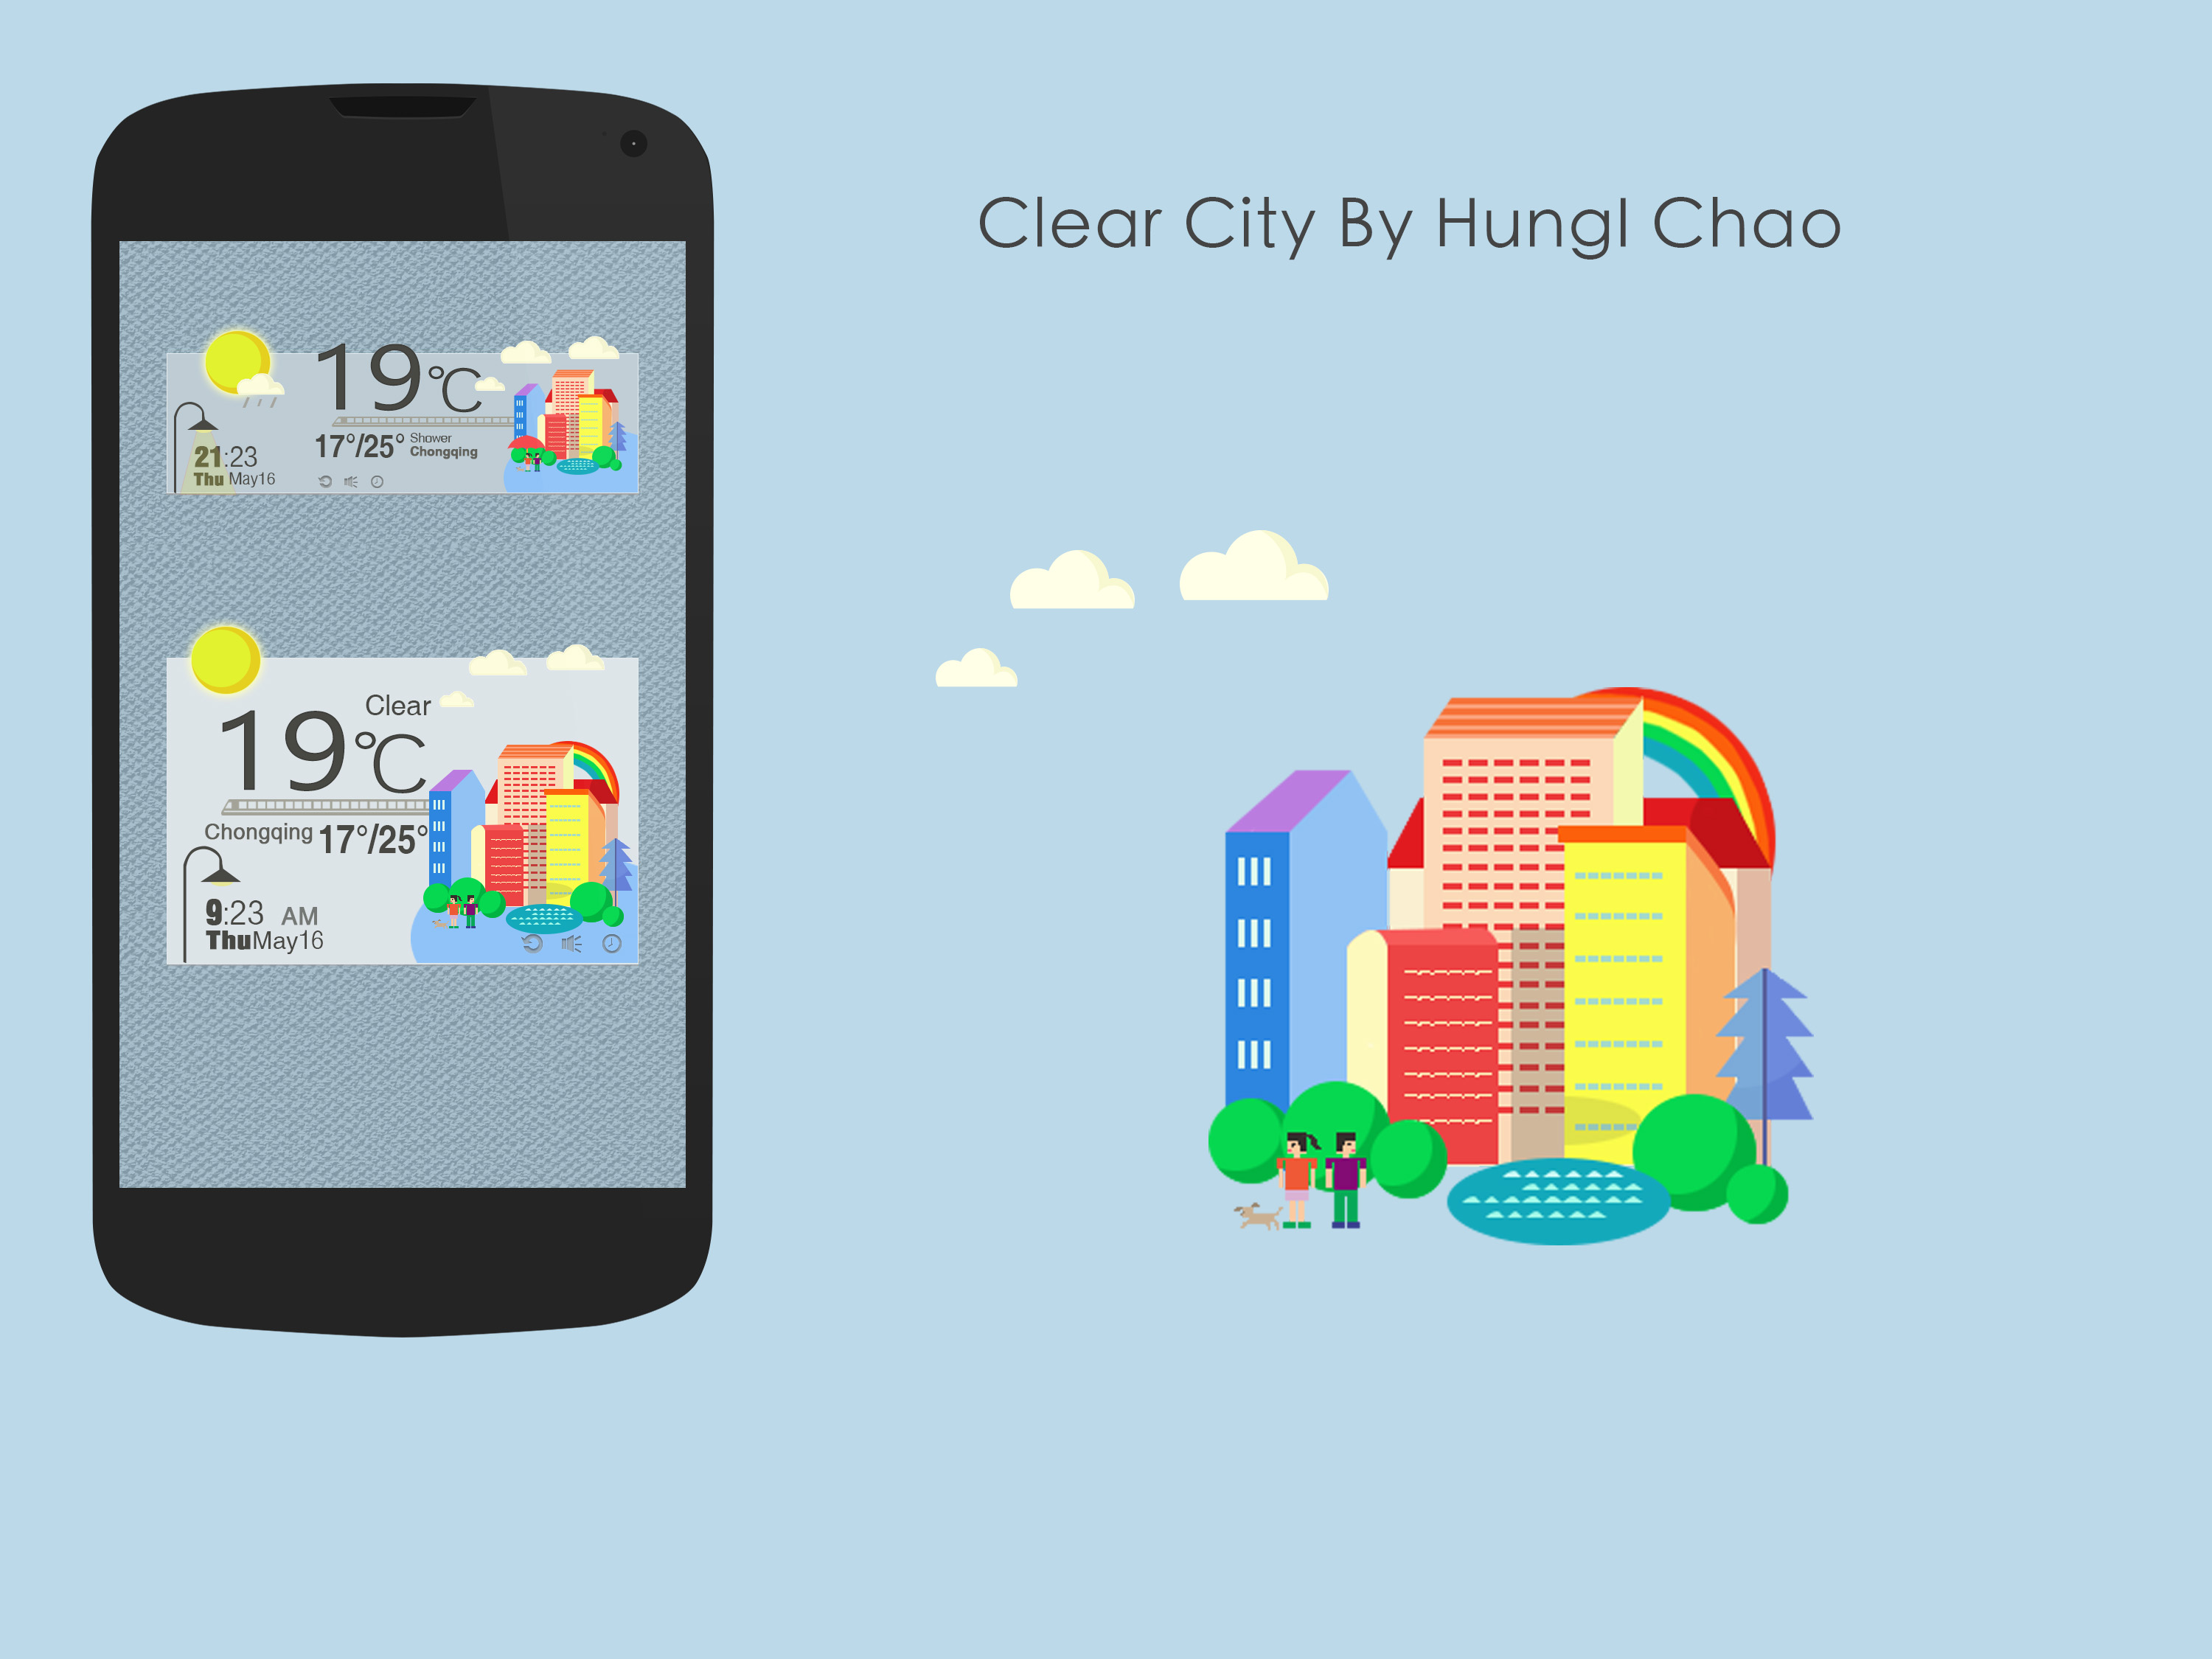 Clear City By Hungl Chao
19°C
17°/25° Shower
Chongqing
21:23
Thu May16
Clear
19°C
Chongqing 17°/25°
9:23 AM
ThuMay16